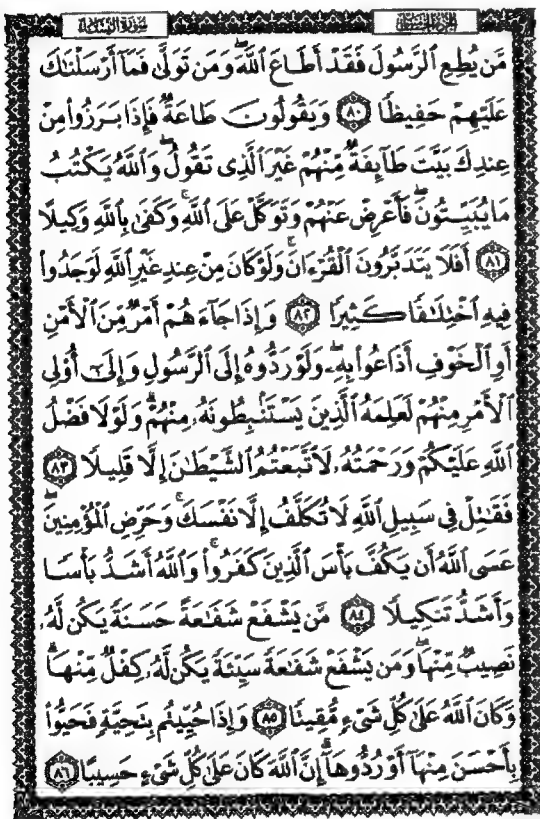 سُورَةُ النِّسَاءِ
مَّن يُطِعِ ٱلرَّسُولَ فَقَدْ أَطَاعَ ٱللَّهَ ۖ وَمَن تَوَلَّىٰ فَمَآ أَرْسَلْنَٰكَ
عَلَيْهِمْ حَفِيظًا ٨٠ وَيَقُولُونَ طَاعَةٌ فَإِذَا بَرَزُوا۟ مِنْ
عِندِكَ بَيَّتَ طَآئِفَةٌ مِّنْهُمْ غَيْرَ ٱلَّذِى تَقُولُ ۖ وَٱللَّهُ يَكْتُبُ
مَا يُبَيِّتُونَ ۖ فَأَعْرِضْ عَنْهُمْ وَتَوَكَّلْ عَلَى ٱللَّهِ ۚ وَكَفَىٰ بِٱللَّهِ وَكِيلًا
٨١ أَفَلَا يَتَدَبَّرُونَ ٱلْقُرْءَانَ ۚ وَلَوْ كَانَ مِنْ عِندِ غَيْرِ ٱللَّهِ لَوَجَدُوا۟
فِيهِ ٱخْتِلَٰفًا كَثِيرًا ٨٢ وَإِذَا جَآءَهُمْ أَمْرٌ مِّنَ ٱلْأَمْنِ
أَوِ ٱلْخَوْفِ أَذَاعُوا۟ بِهِۦ ۖ وَلَوْ رَدُّوهُ إِلَى ٱلرَّسُولِ وَإِلَىٰٓ أُو۟لِى
ٱلْأَمْرِ مِنْهُمْ لَعَلِمَهُ ٱلَّذِينَ يَسْتَنۢبِطُونَهُۥ مِنْهُمْ ۗ وَلَوْلَا فَضْلُ
ٱللَّهِ عَلَيْكُمْ وَرَحْمَتُهُۥ لَٱتَّبَعْتُمُ ٱلشَّيْطَٰنَ إِلَّا قَلِيلًا ٨٣
فَقَٰتِلْ فِى سَبِيلِ ٱللَّهِ لَا تُكَلَّفُ إِلَّا نَفْسَكَ ۚ وَحَرِّضِ ٱلْمُؤْمِنِينَ ۖ
عَسَى ٱللَّهُ أَن يَكُفَّ بَأْسَ ٱلَّذِينَ كَفَرُوا۟ ۚ وَٱللَّهُ أَشَدُّ بَأْسًا
وَأَشَدُّ تَنكِيلًا ٨٤ مَّن يَشْفَعْ شَفَٰعَةً حَسَنَةً يَكُن لَّهُۥ
نَصِيبٌ مِّنْهَا ۖ وَمَن يَشْفَعْ شَفَٰعَةً سَيِّئَةً يَكُن لَّهُۥ كِفْلٌ مِّنْهَا ۗ
وَكَانَ ٱللَّهُ عَلَىٰ كُلِّ شَىْءٍ مُّقِيتًا ٨٥ وَإِذَا حُيِّيتُم بِتَحِيَّةٍ فَحَيُّوا۟
بِأَحْسَنَ مِنْهَآ أَوْ رُدُّوهَآ ۗ إِنَّ ٱللَّهَ كَانَ عَلَىٰ كُلِّ شَىْءٍ حَسِيبًا ٨٦